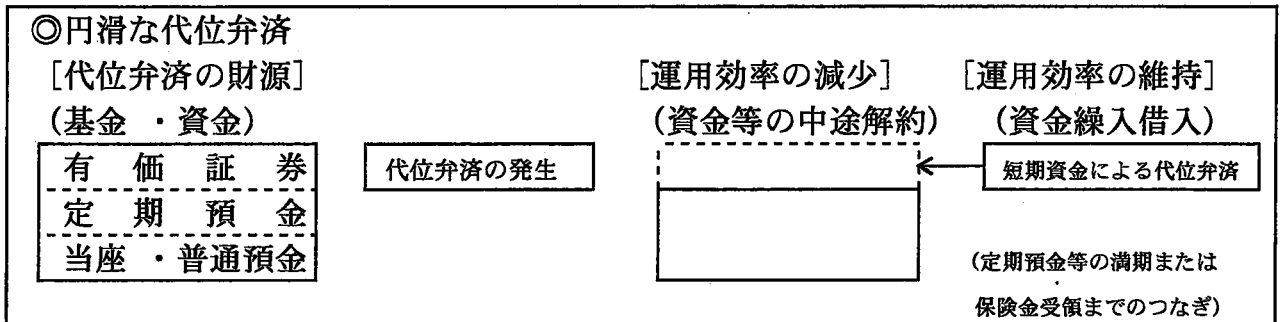 ◎円滑な代位弁済
[代位弁済の財源] [運用効率の減少] [運用効率の維持]
(基金 ・資金) (資金等の中途解約) (資金繰入借入)
有価証券 代位弁済の発生 短期資金による代位弁済
定期預金
当座・普通預金
(定期預金等の満期または
保険金受領までのつなぎ)